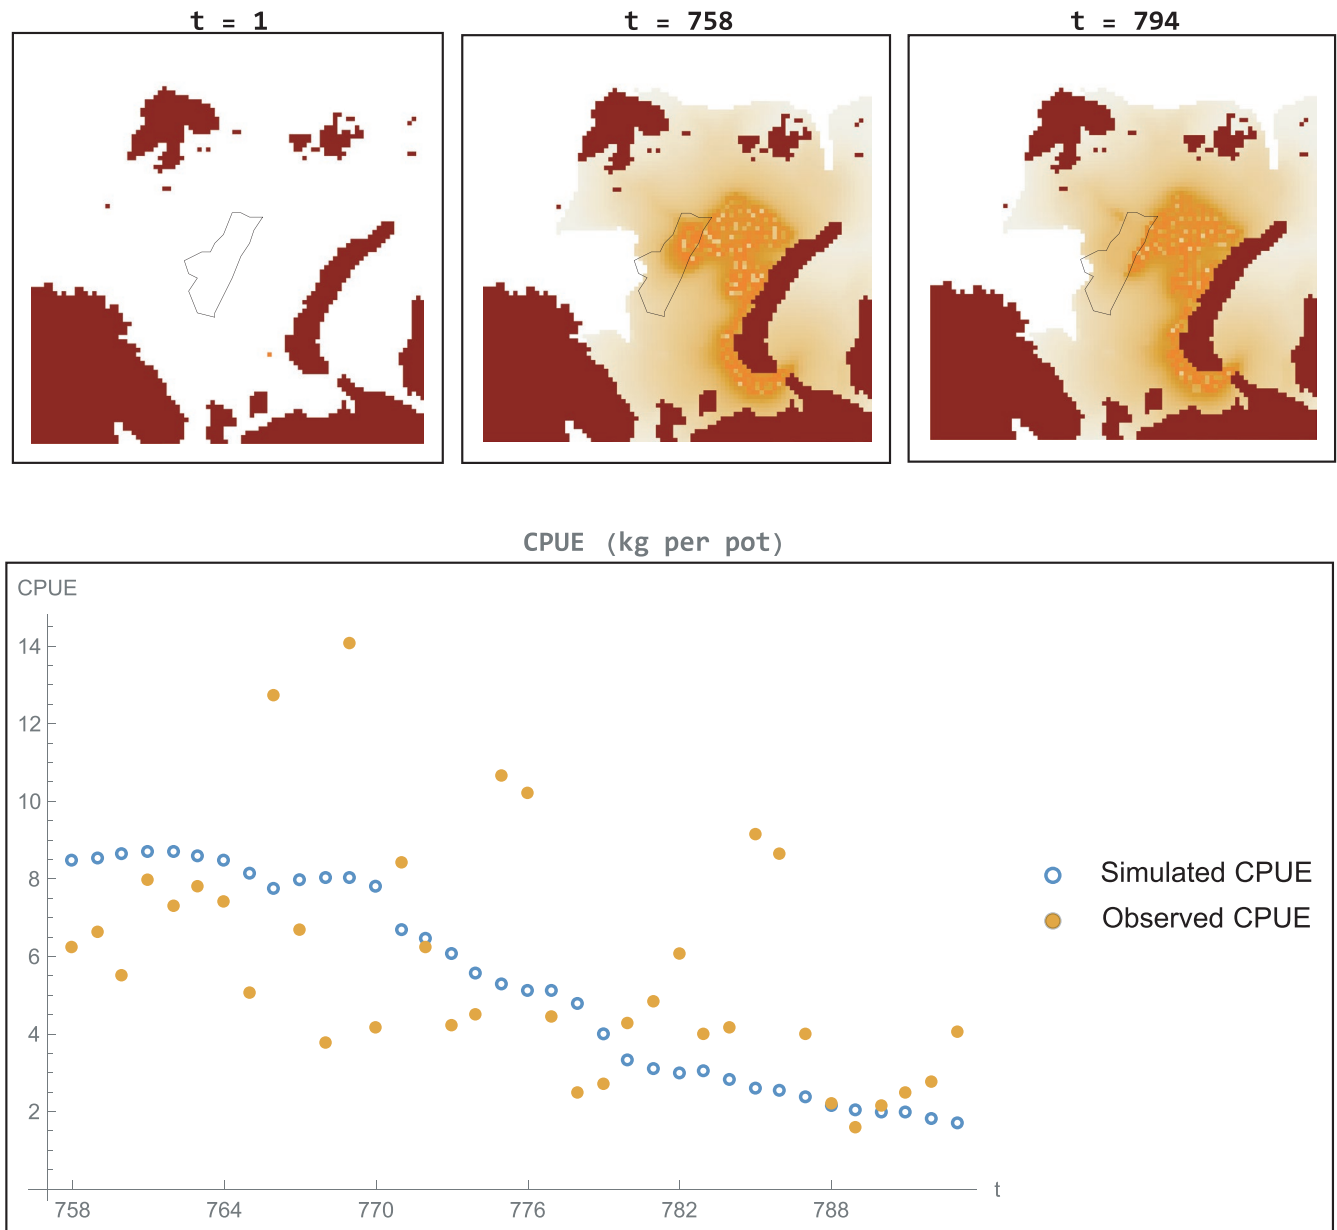 t = 1
t = 758
t = 794
CPUE (kg per pot)
CPUE
14
12
10
8
6
4
2
Simulated CPUE
Observed CPUE
758
764
770
776
782
788
t